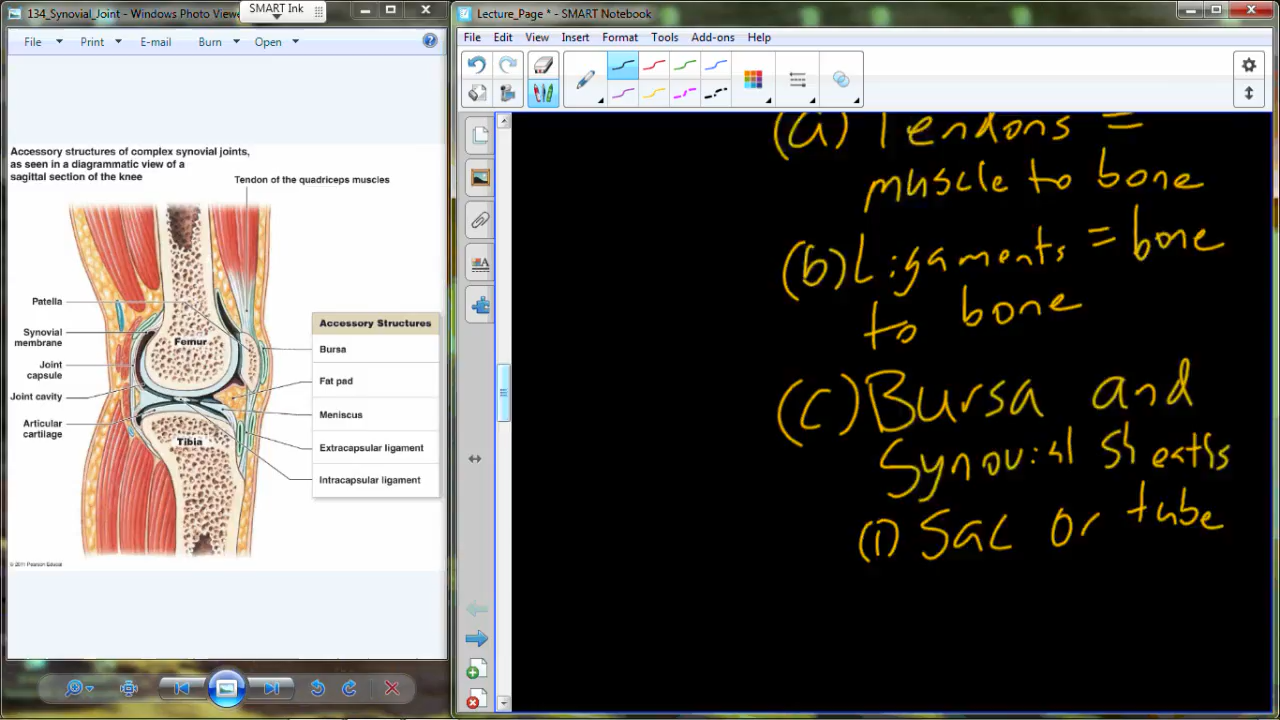 134_Synovial_Joint - Windows Photo Viewe
SMART Ink
File Print E-mail Burn Open
Accessory structures of complex synovial joints,
as seen in a diagrammatic view of a
sagittal section of the knee
Tendon of the quadriceps muscles
Patella
Synovial
membrane
Joint
capsule
Joint cavity
Articular
cartilage
Femur
Tibia
Accessory Structures
Bursa
Fat pad
Meniscus
Extracapsular ligament
Intracapsular ligament
Lecture_Page * - SMART Notebook
File Edit View Insert Format Tools Add-ons Help
(a) Tendons =
muscle to bone
(b) Ligaments = bone
to bone
(c) Bursa and
Synovial sheaths
(i) Sac or tube